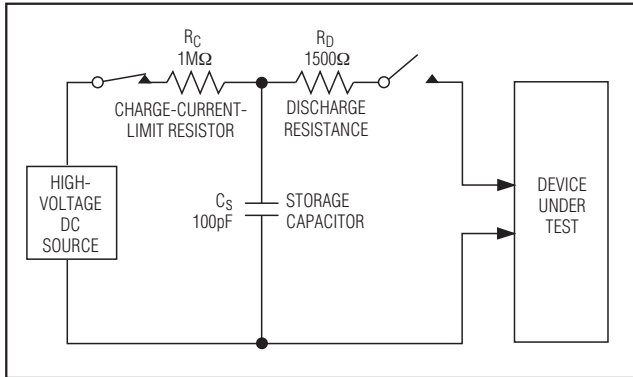 RC
1MΩ
CHARGE-CURRENT-
LIMIT RESISTOR
RD
1500Ω
DISCHARGE
RESISTANCE
HIGH-
VOLTAGE
DC
SOURCE
CS
100pF
STORAGE
CAPACITOR
DEVICE
UNDER
TEST